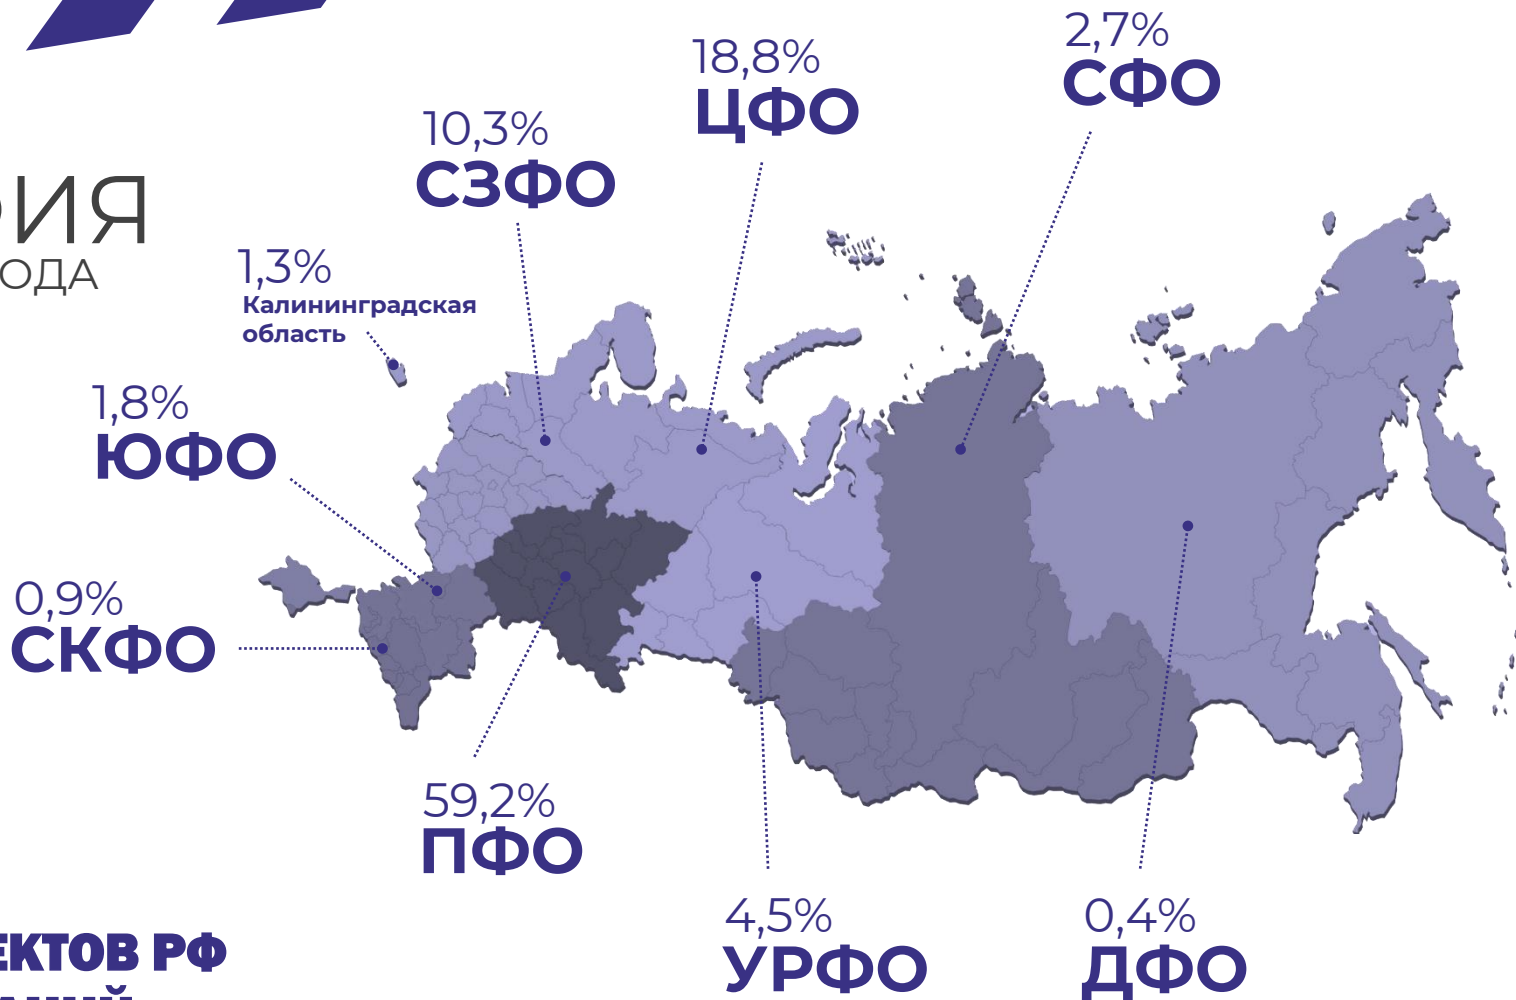 2,7%
СФО
18,8%
ЦФО
10,3%
СЗФО
ИЯ
ОДА
1,3%
Калининградская
область
1,8%
ЮФО
0,9%
СКФО
59,2%
ПФО
4,5%
УРФО
0,4%
ДФО
ЕКТОВ РФ